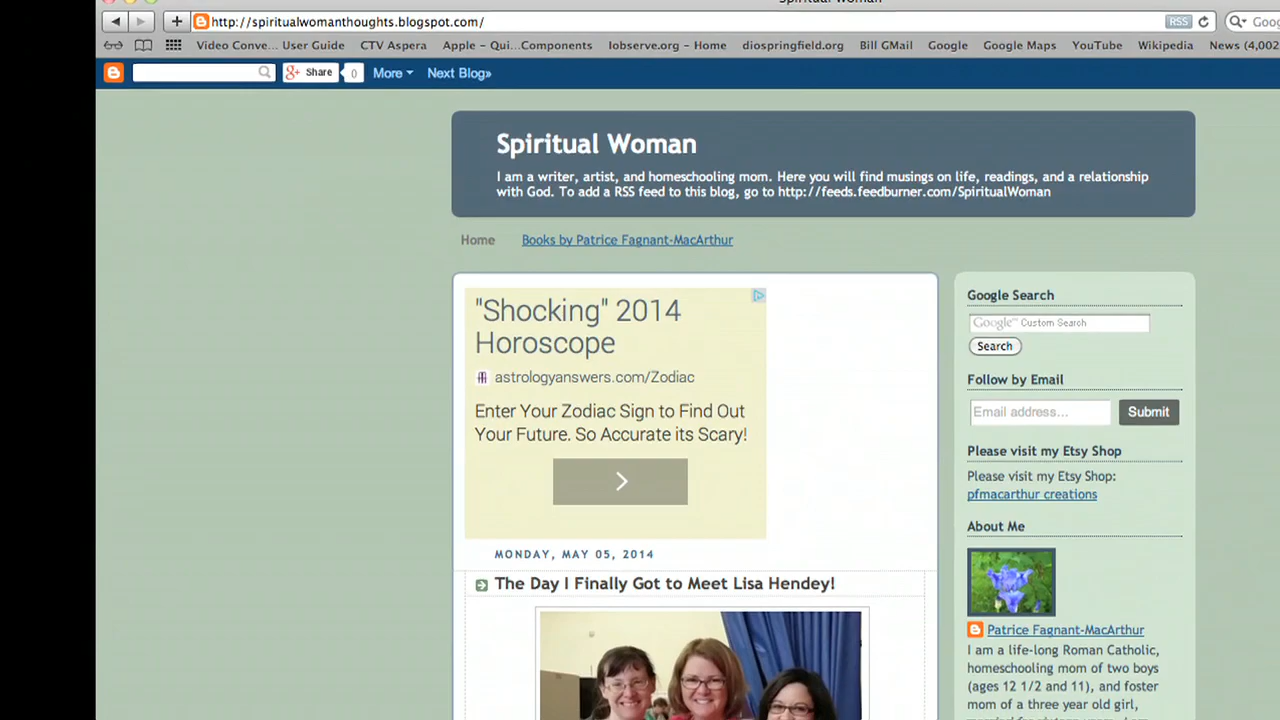 Spiritual Woman
http://spiritualwomanthoughts.blogspot.com/
RSS
Video Conve... User Guide CTV Aspera Apple - Qui...Components Iobserve.org - Home diospringfield.org Bill GMail Google Google Maps YouTube Wikipedia News (4,002
Share 0 More Next Blog»
Spiritual Woman
I am a writer, artist, and homeschooling mom. Here you will find musings on life, readings, and a relationship
with God. To add a RSS feed to this blog, go to http://feeds.feedburner.com/SpiritualWoman
Home Books by Patrice Fagnant-MacArthur
"Shocking" 2014
Horoscope
astrologyanswers.com/Zodiac
Enter Your Zodiac Sign to Find Out
Your Future. So Accurate its Scary!
MONDAY, MAY 05, 2014
The Day I Finally Got to Meet Lisa Hendey!
Google Search
Google™ Custom Search
Search
Follow by Email
Email address...
Submit
Please visit my Etsy Shop
Please visit my Etsy Shop:
pfmacarthur creations
About Me
Patrice Fagnant-MacArthur
I am a life-long Roman Catholic,
homeschooling mom of two boys
(ages 12 1/2 and 11), and foster
mom of a three year old girl,